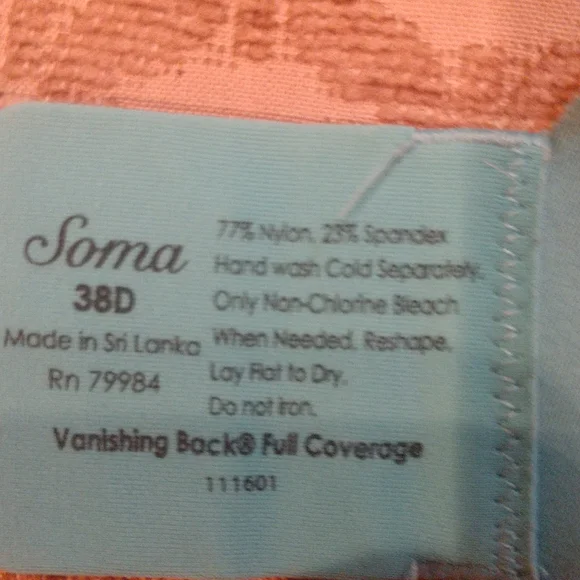 Soma
38D
Made in Sri Lanka
Rn 79984
77% Nylon, 23% Spandex
Hand wash Cold Separately.
Only Non-Chlorine Bleach
When Needed. Reshape,
Lay Flat to Dry.
Do not Iron.
Vanishing Back® Full Coverage
111601